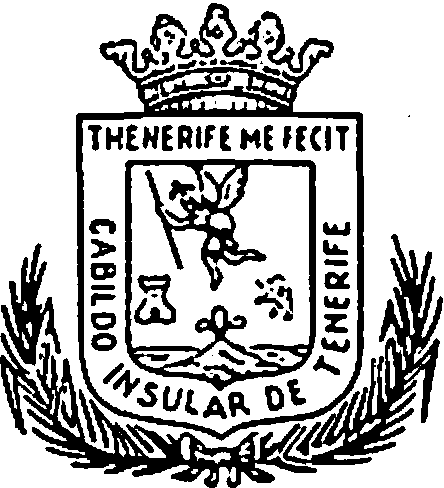 THENERIFE ME FECIT
CABILDO INSULAR DE TENERIFE